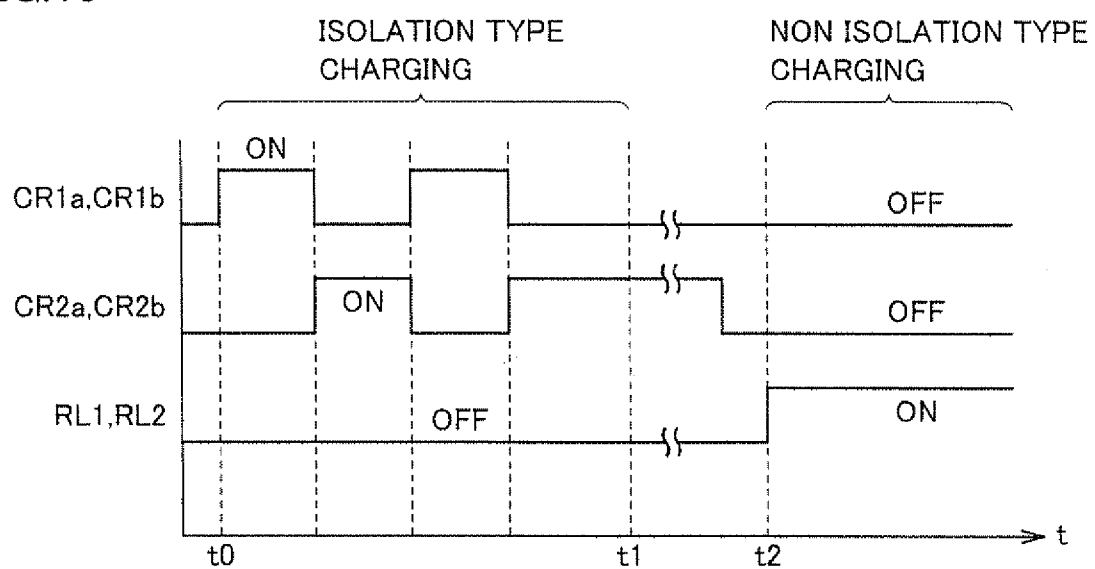 ISOLATION TYPE
CHARGING
NON ISOLATION TYPE
CHARGING
ON
CR1a,CR1b
OFF
CR2a,CR2b
ON
OFF
RL1,RL2
OFF
ON
t
t0
t1
t2